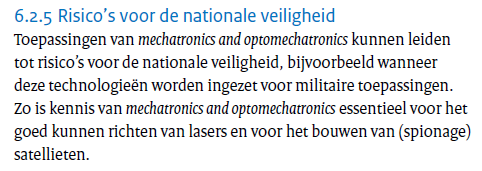 6.2.5 Risico’s voor de nationale veiligheid
Toepassingen van mechatronics and optomechatronics kunnen leiden
tot risico’s voor de nationale veiligheid, bijvoorbeeld wanneer
deze technologieën worden ingezet voor militaire toepassingen.
Zo is kennis van mechatronics and optomechatronics essentieel voor het
goed kunnen richten van lasers en voor het bouwen van (spionage)
satellieten.